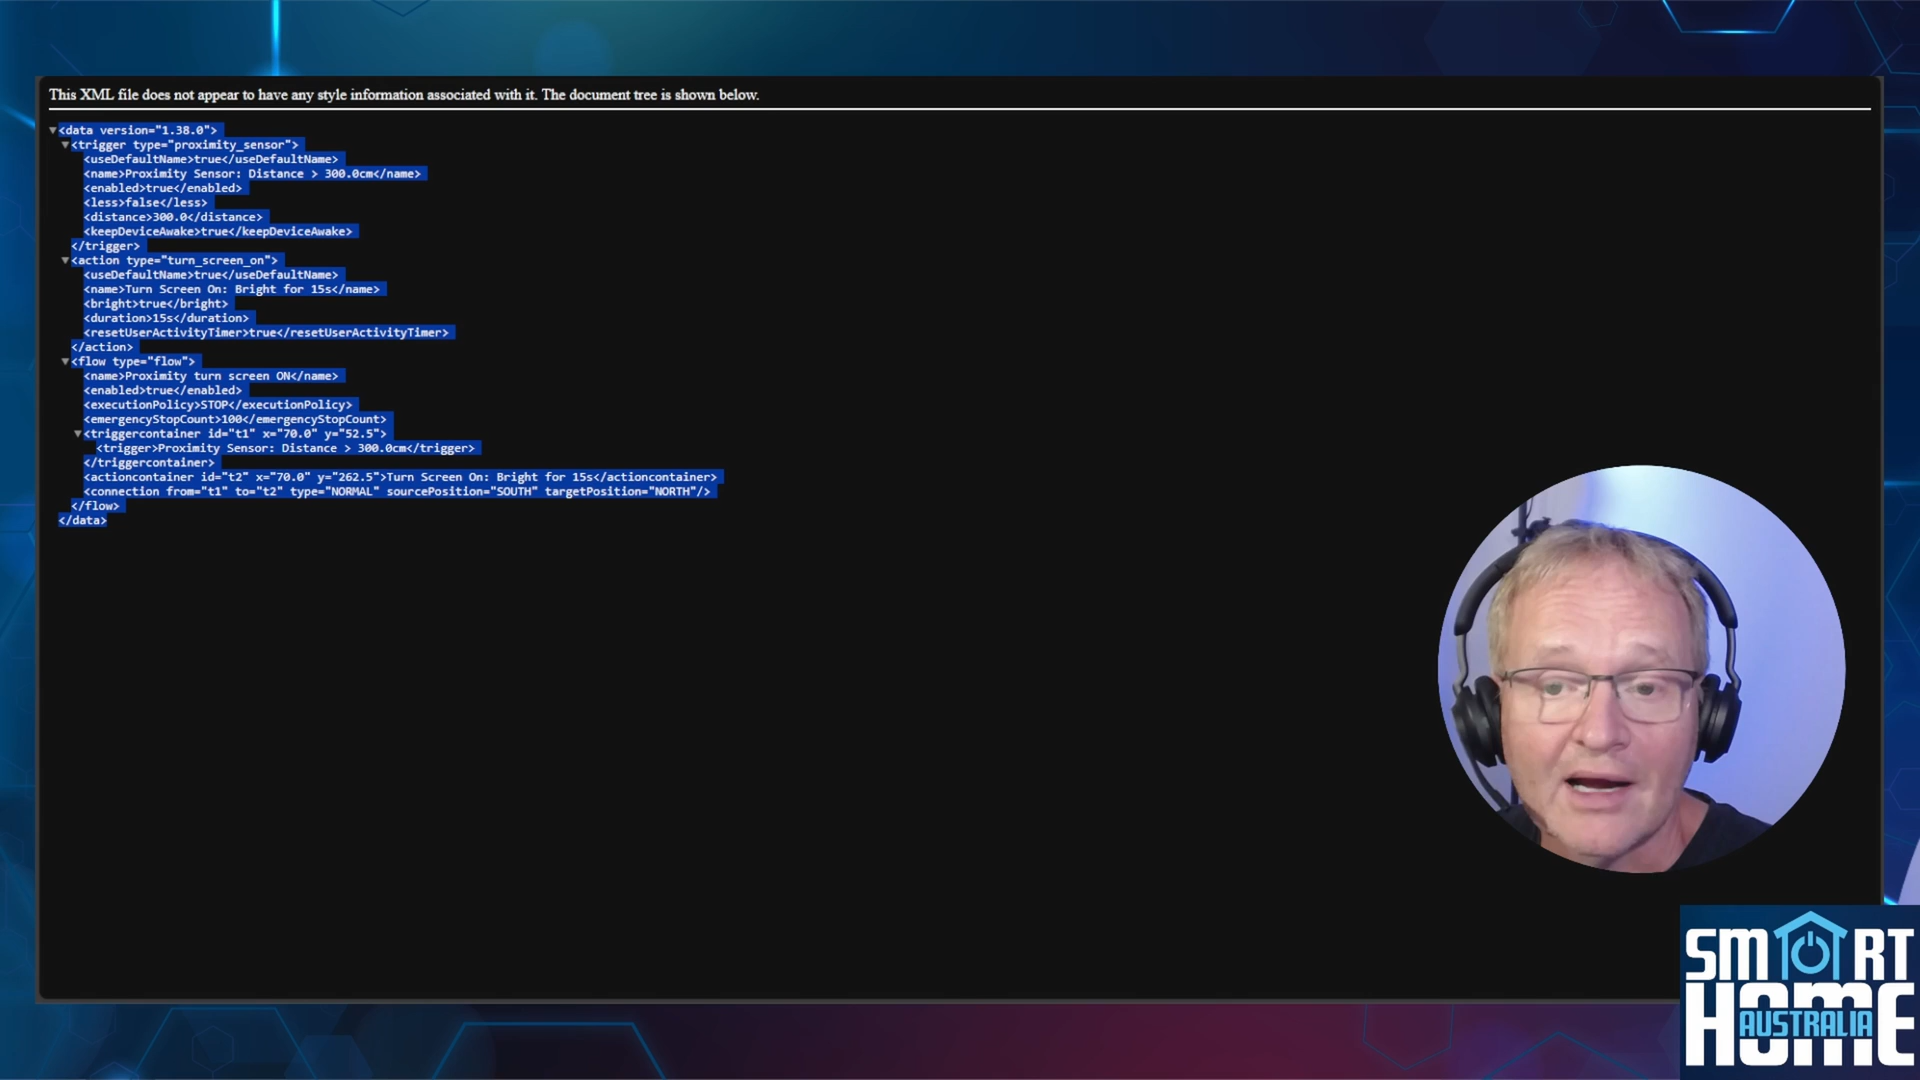 This XML file does not appear to have any style information associated with it. The document tree is shown below.
▼<data version="1.38.0">
▼<trigger type="proximity_sensor">
<useDefaultName>true</useDefaultName>
<name>Proximity Sensor: Distance > 300.0cm</name>
<enabled>true</enabled>
<less>false</less>
<distance>300.0</distance>
<keepDeviceAwake>true</keepDeviceAwake>
</trigger>
▼<action type="turn_screen_on">
<useDefaultName>true</useDefaultName>
<name>Turn Screen On: Bright for 15s</name>
<bright>true</bright>
<duration>15s</duration>
<resetUserActivityTimer>true</resetUserActivityTimer>
</action>
▼<flow type="flow">
<name>Proximity turn screen ON</name>
<enabled>true</enabled>
<executionPolicy>STOP</executionPolicy>
<emergencyStopCount>100</emergencyStopCount>
▼<triggercontainer id="t1" x="70.0" y="52.5">
<trigger>Proximity Sensor: Distance > 300.0cm</trigger>
</triggercontainer>
<actioncontainer id="t2" x="70.0" y="262.5">Turn Screen On: Bright for 15s</actioncontainer>
<connection from="t1" to="t2" type="NORMAL" sourcePosition="SOUTH" targetPosition="NORTH"/>
</flow>
</data>
SMART
HOME
AUSTRALIA